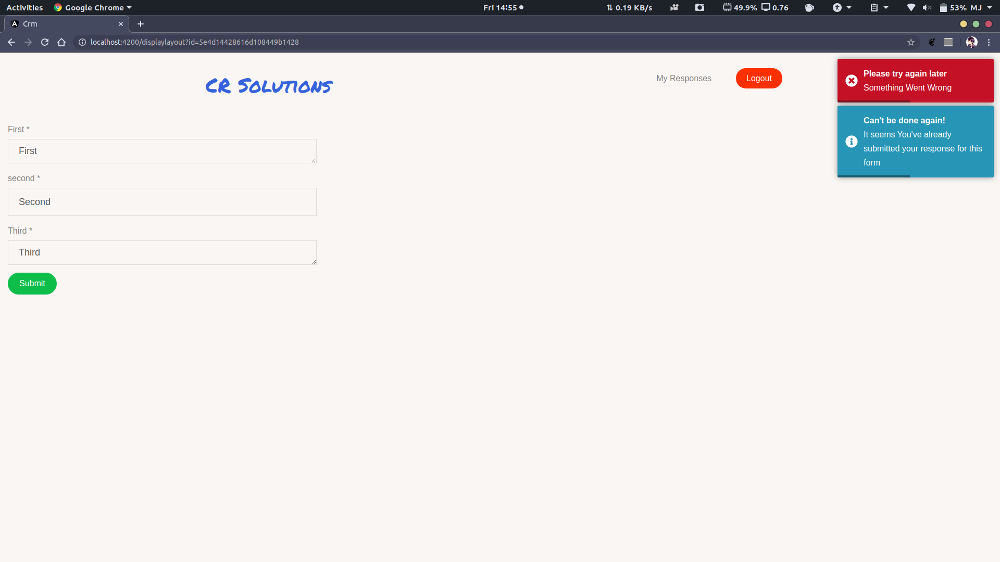 Activities Google Chrome Fri 14:55 0.19 KB/s 49.9% 0.76 53% MJ
Crm
localhost:4200/displaylayout?id=5e4d14428616d108449b1428
CR Solutions
My Responses
Logout
Please try again later
Something Went Wrong
Can't be done again!
It seems You've already
submitted your response for this
form
First *
First
second *
Second
Third *
Third
Submit